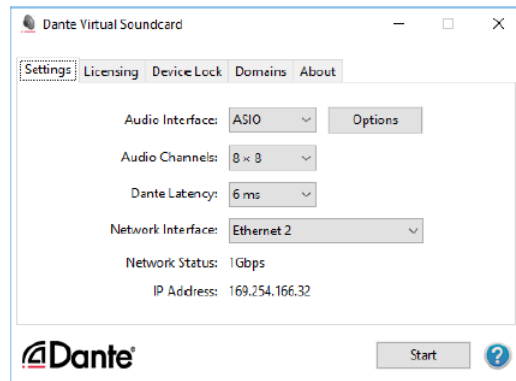 Dante Virtual Soundcard
Settings Licensing Device Lock Domains About
Audio Interface: ASIO Options
Audio Channels: 8 × 8
Dante Latency: 6 ms
Network Interface: Ethernet 2
Network Status: 1Gbps
IP Address: 169.254.166.32
Dante® Start ?